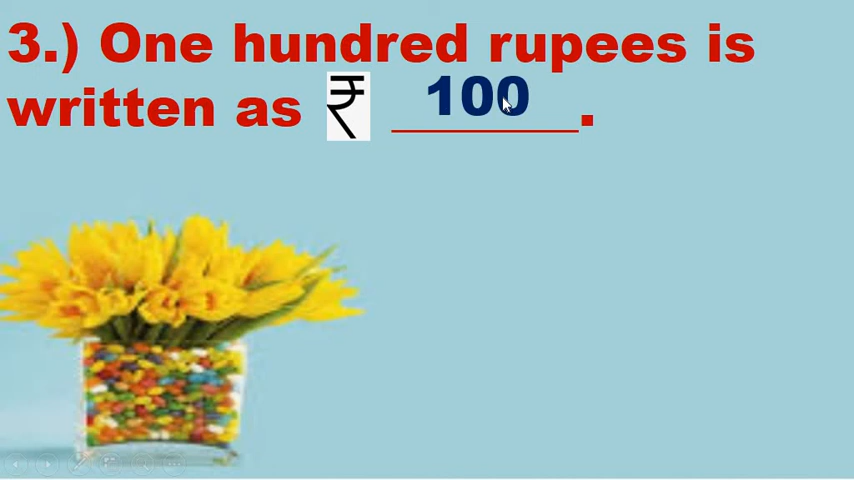 3.) One hundred rupees is
written as ₹ 100.